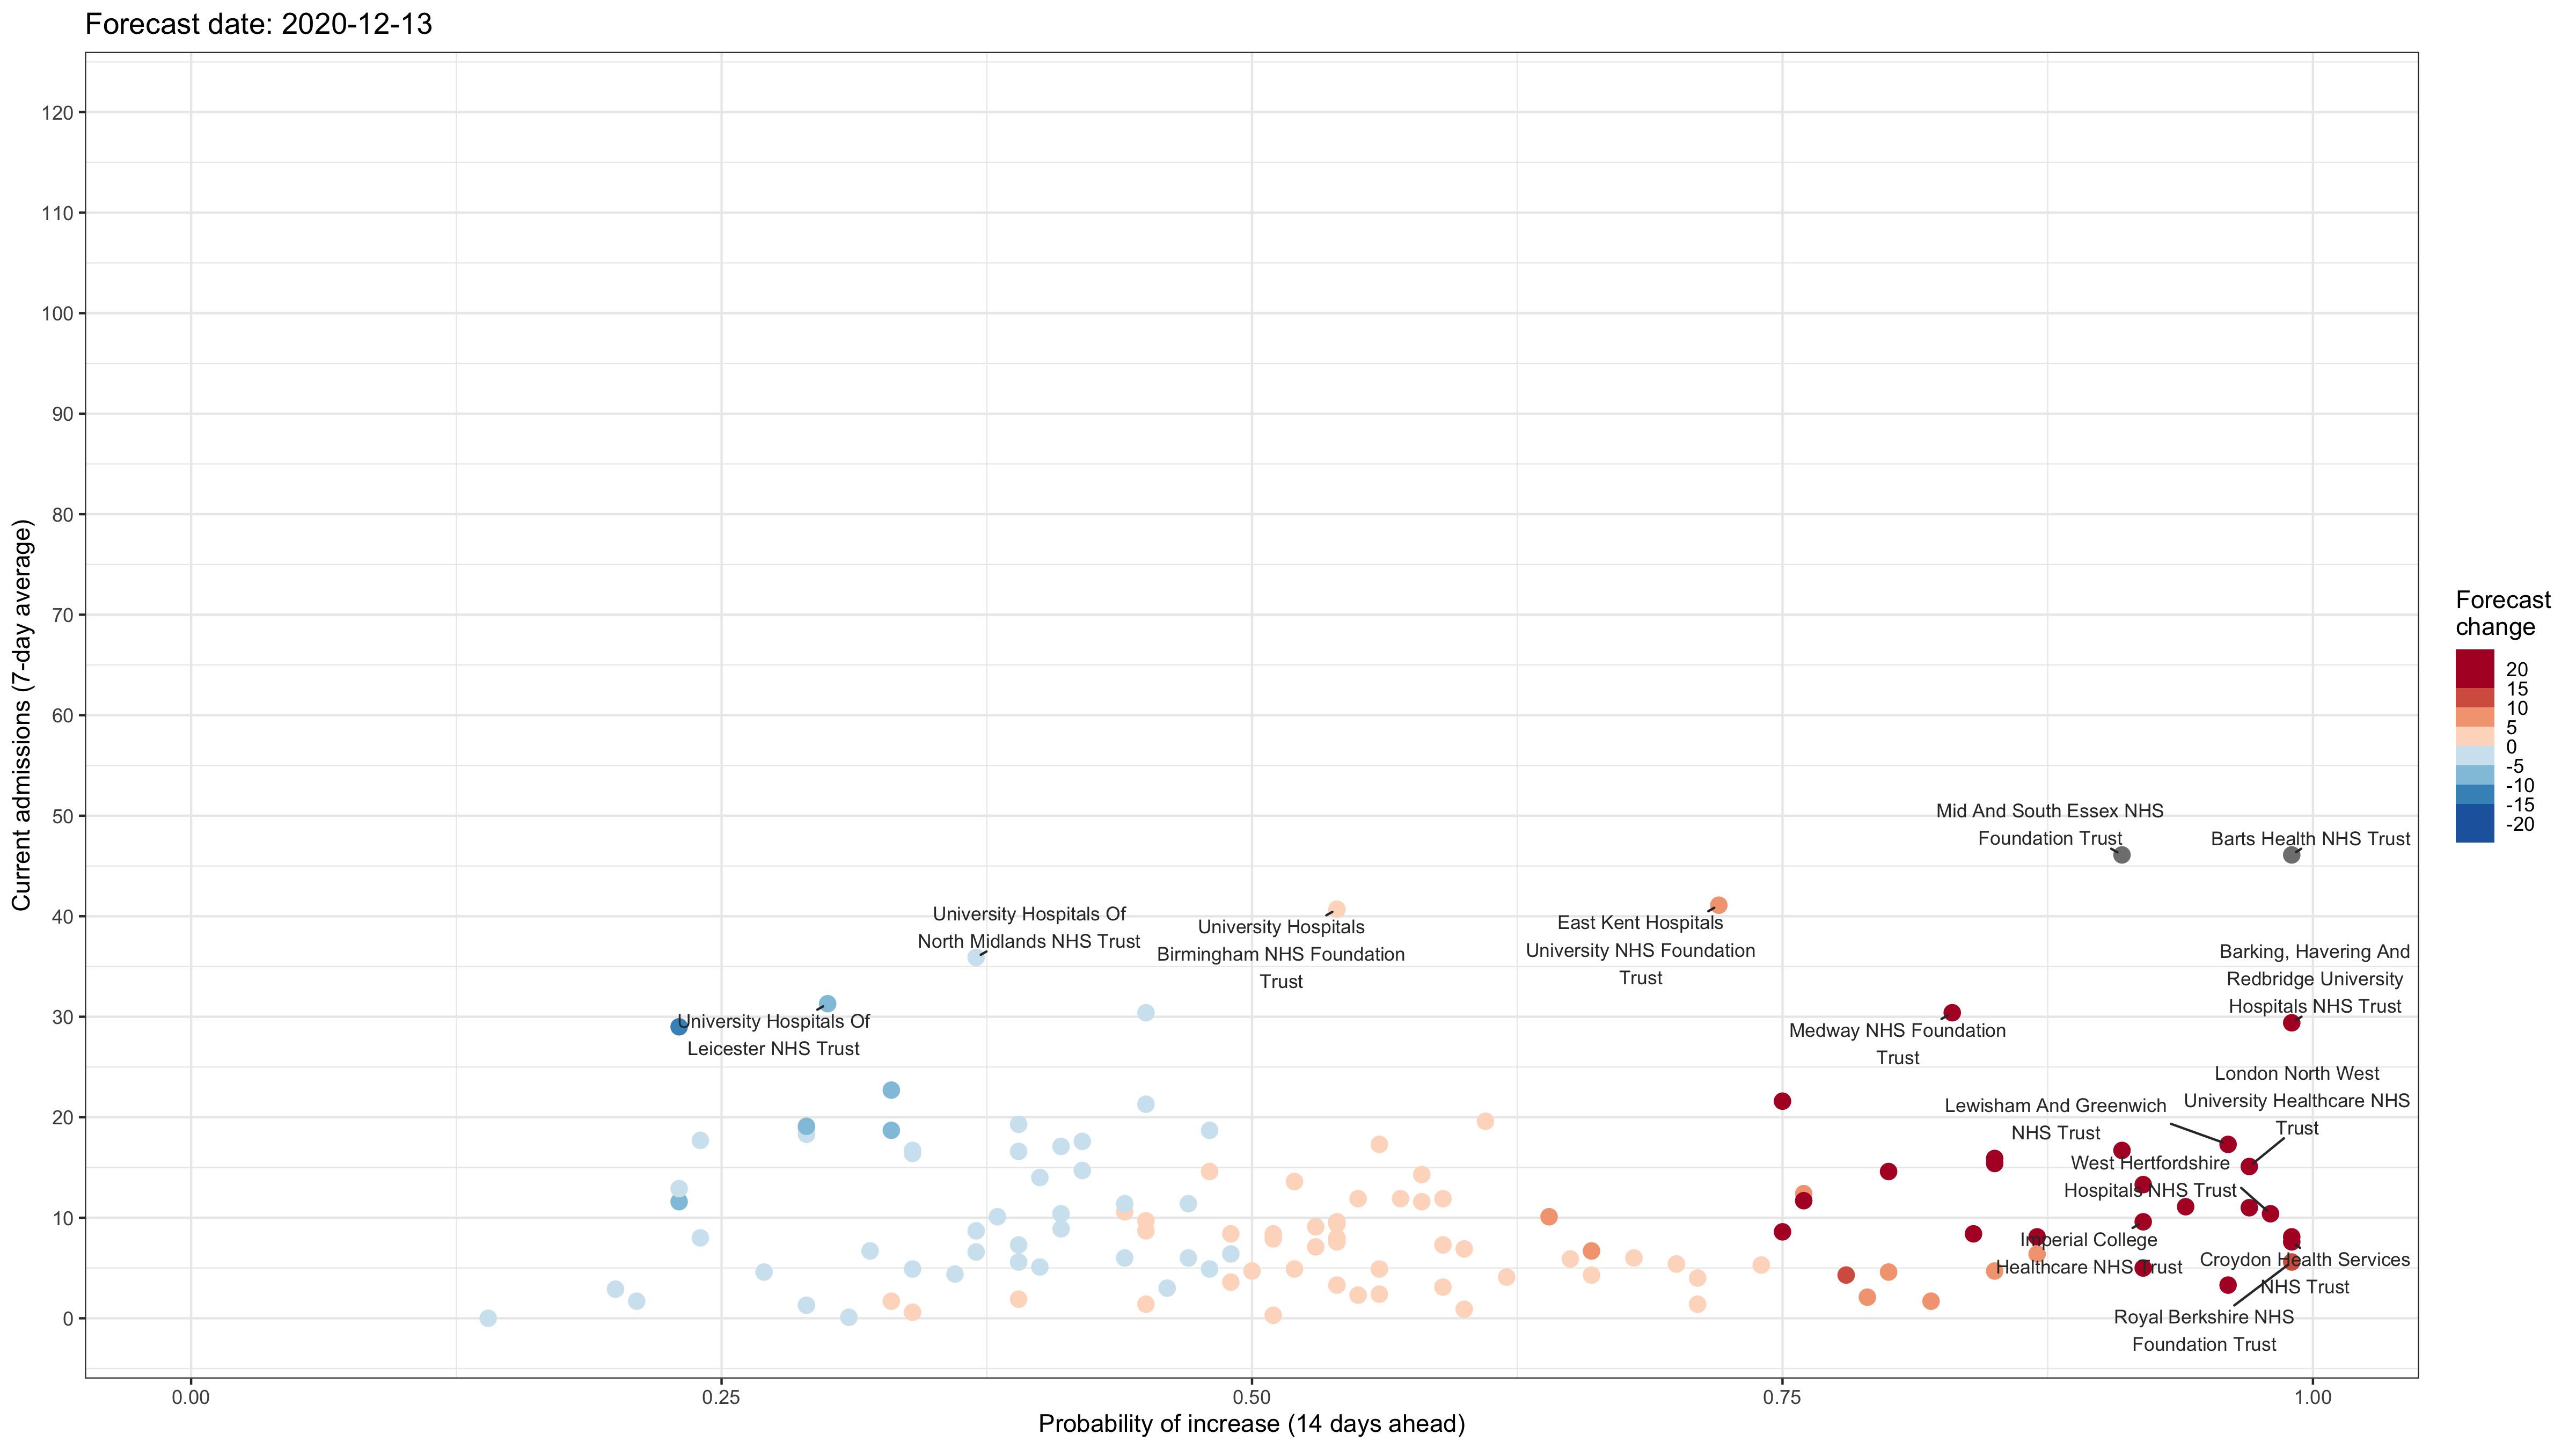 Forecast date: 2020-12-13
Current admissions (7-day average)
120
110
100
90
80
70
60
50
40
30
20
10
0
Mid And South Essex NHS
Foundation Trust
Barts Health NHS Trust
University Hospitals Of
North Midlands NHS Trust
University Hospitals
Birmingham NHS Foundation
Trust
East Kent Hospitals
University NHS Foundation
Trust
Barking, Havering And
Redbridge University
Hospitals NHS Trust
University Hospitals Of
Leicester NHS Trust
Medway NHS Foundation
Trust
London North West
University Healthcare NHS
Trust
Lewisham And Greenwich
NHS Trust
West Hertfordshire
Hospitals NHS Trust
Imperial College
Healthcare NHS Trust
Croydon Health Services
NHS Trust
Royal Berkshire NHS
Foundation Trust
0.00
0.25
0.50
0.75
1.00
Probability of increase (14 days ahead)
Forecast
change
20
15
10
5
0
-5
-10
-15
-20